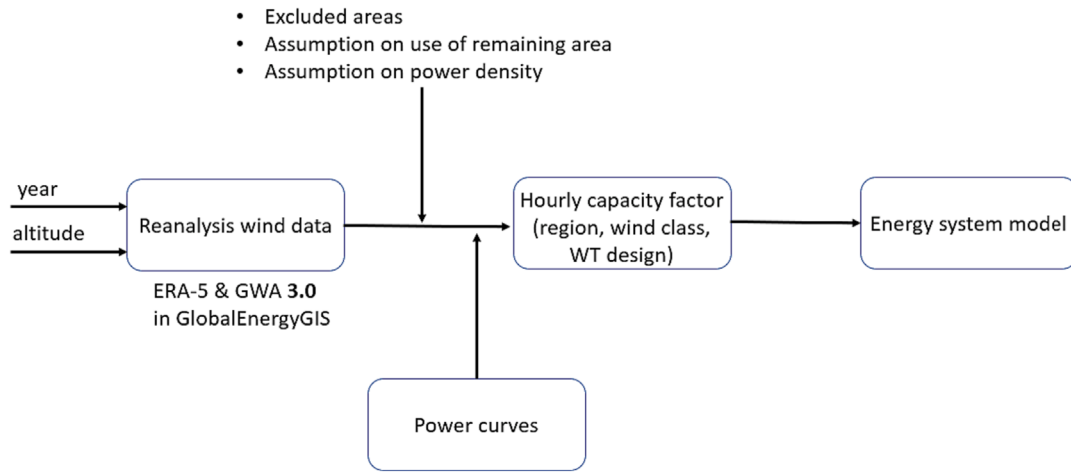 • Excluded areas
• Assumption on use of remaining area
• Assumption on power density
year
altitude
Reanalysis wind data
ERA-5 & GWA 3.0
in GlobalEnergyGIS
Hourly capacity factor
(region, wind class,
WT design)
Energy system model
Power curves